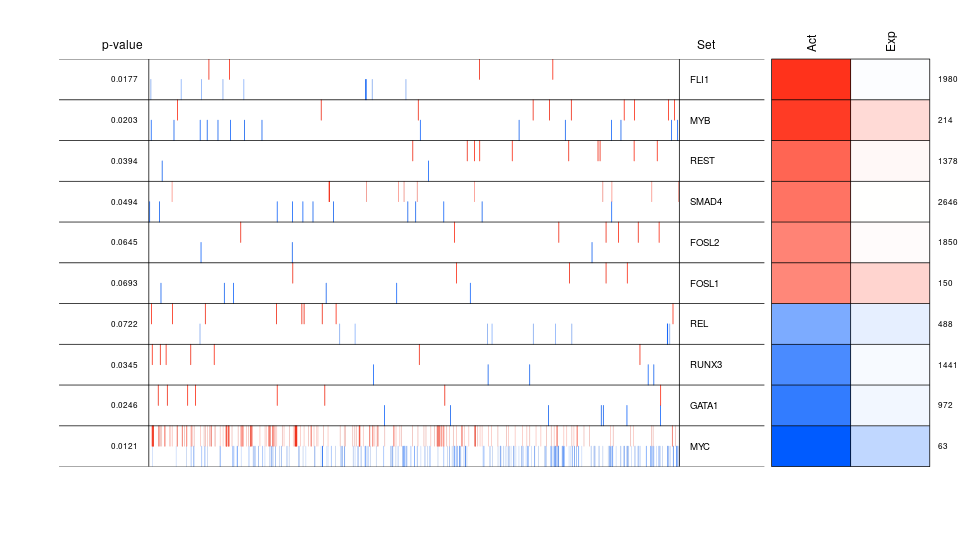 p-value Set Act Exp
0.0177 FLI1 1980
0.0203 MYB 214
0.0394 REST 1378
0.0494 SMAD4 2646
0.0645 FOSL2 1850
0.0693 FOSL1 150
0.0722 REL 488
0.0345 RUNX3 1441
0.0246 GATA1 972
0.0121 MYC 63